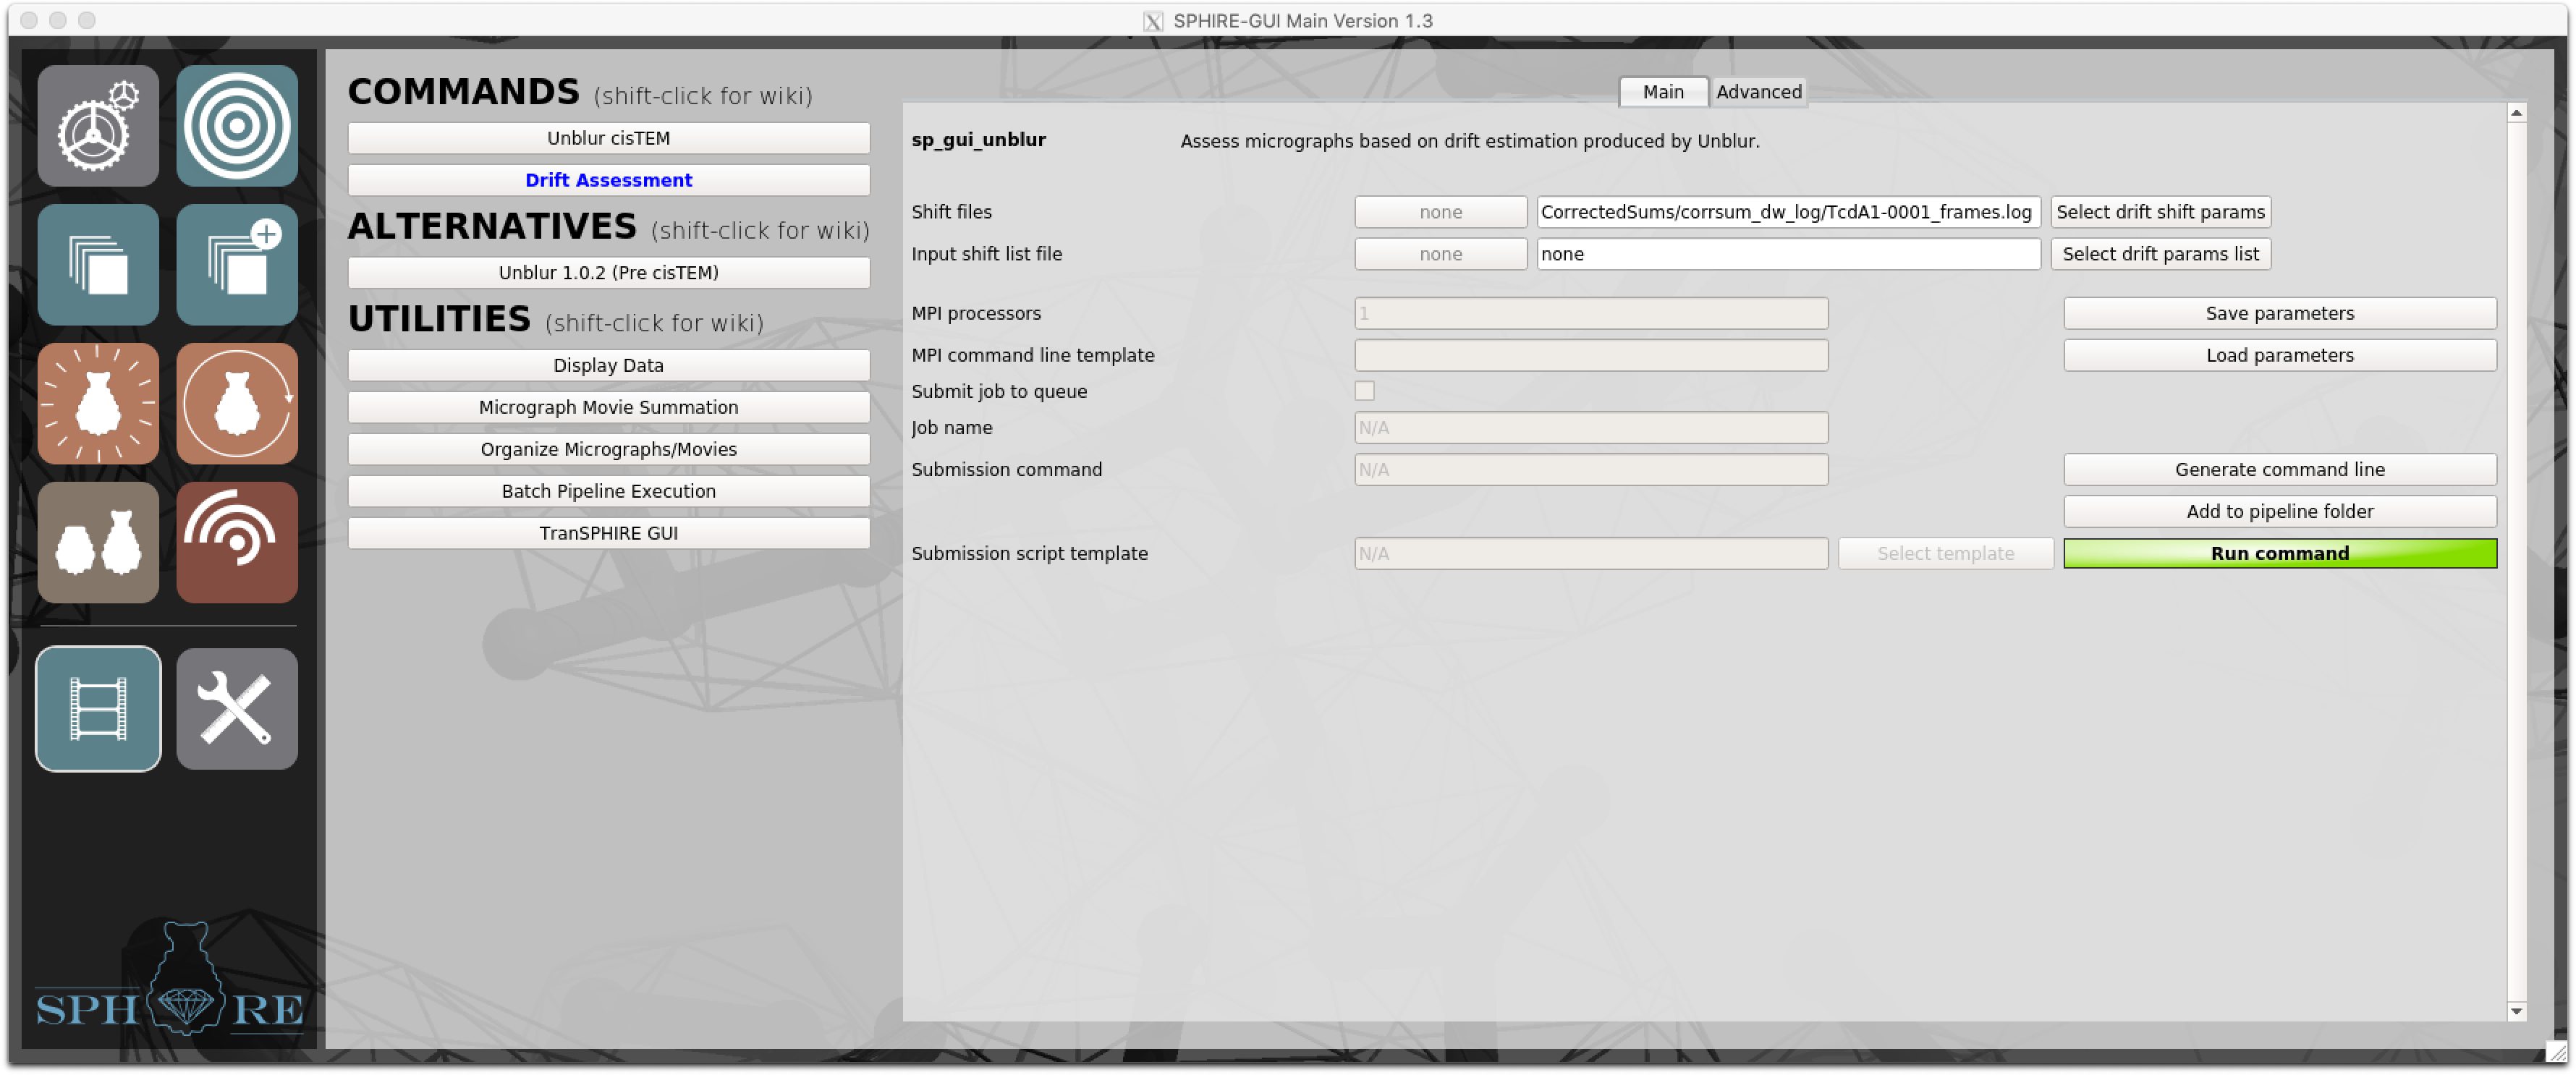 SPHIRE-GUI Main Version 1.3
COMMANDS (shift-click for wiki)
Unblur cisTEM
Drift Assessment
ALTERNATIVES (shift-click for wiki)
Unblur 1.0.2 (Pre cisTEM)
UTILITIES (shift-click for wiki)
Display Data
Micrograph Movie Summation
Organize Micrographs/Movies
Batch Pipeline Execution
TranSPHIRE GUI
Main Advanced
sp_gui_unblur Assess micrographs based on drift estimation produced by Unblur.
Shift files none CorrectedSums/corrsum_dw_log/TcdA1-0001_frames.log Select drift shift params
Input shift list file none none Select drift params list
MPI processors 1 Save parameters
MPI command line template Load parameters
Submit job to queue
Job name N/A
Submission command N/A Generate command line
Add to pipeline folder
Submission script template N/A Select template Run command
SPHIRE